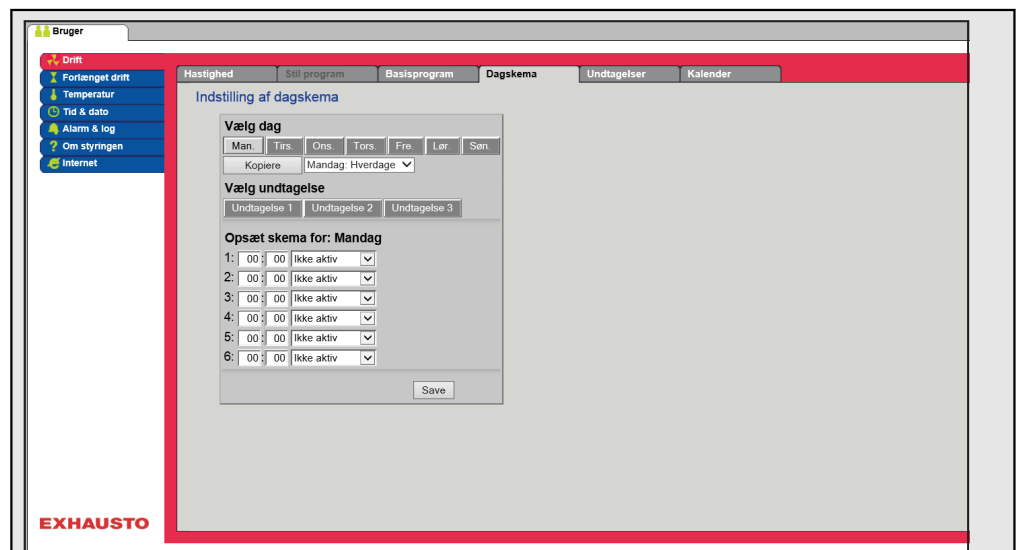 Bruger
Drift
Forlænget drift
Temperatur
Tid & dato
Alarm & log
Om styringen
Internet
Hastighed Stil program Basisprogram Dagskema Undtagelser Kalender
Indstilling af dagskema
Vælg dag
Man. Tirs. Ons. Tors. Fre. Lør. Søn.
Kopiere Mandag: Hverdage
Vælg undtagelse
Undtagelse 1 Undtagelse 2 Undtagelse 3
Opsæt skema for: Mandag
1: 00 : 00 Ikke aktiv
2: 00 : 00 Ikke aktiv
3: 00 : 00 Ikke aktiv
4: 00 : 00 Ikke aktiv
5: 00 : 00 Ikke aktiv
6: 00 : 00 Ikke aktiv
Save
EXHAUSTO